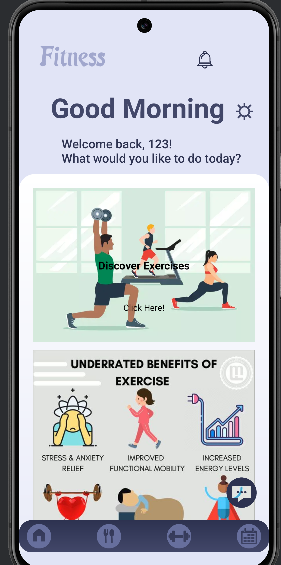 Fitness
Good Morning
Welcome back, 123!
What would you like to do today?
Discover Exercises
Click Here!
UNDERRATED BENEFITS OF
EXERCISE
STRESS & ANXIETY
RELIEF
IMPROVED
FUNCTIONAL MOBILITY
INCREASED
ENERGY LEVELS